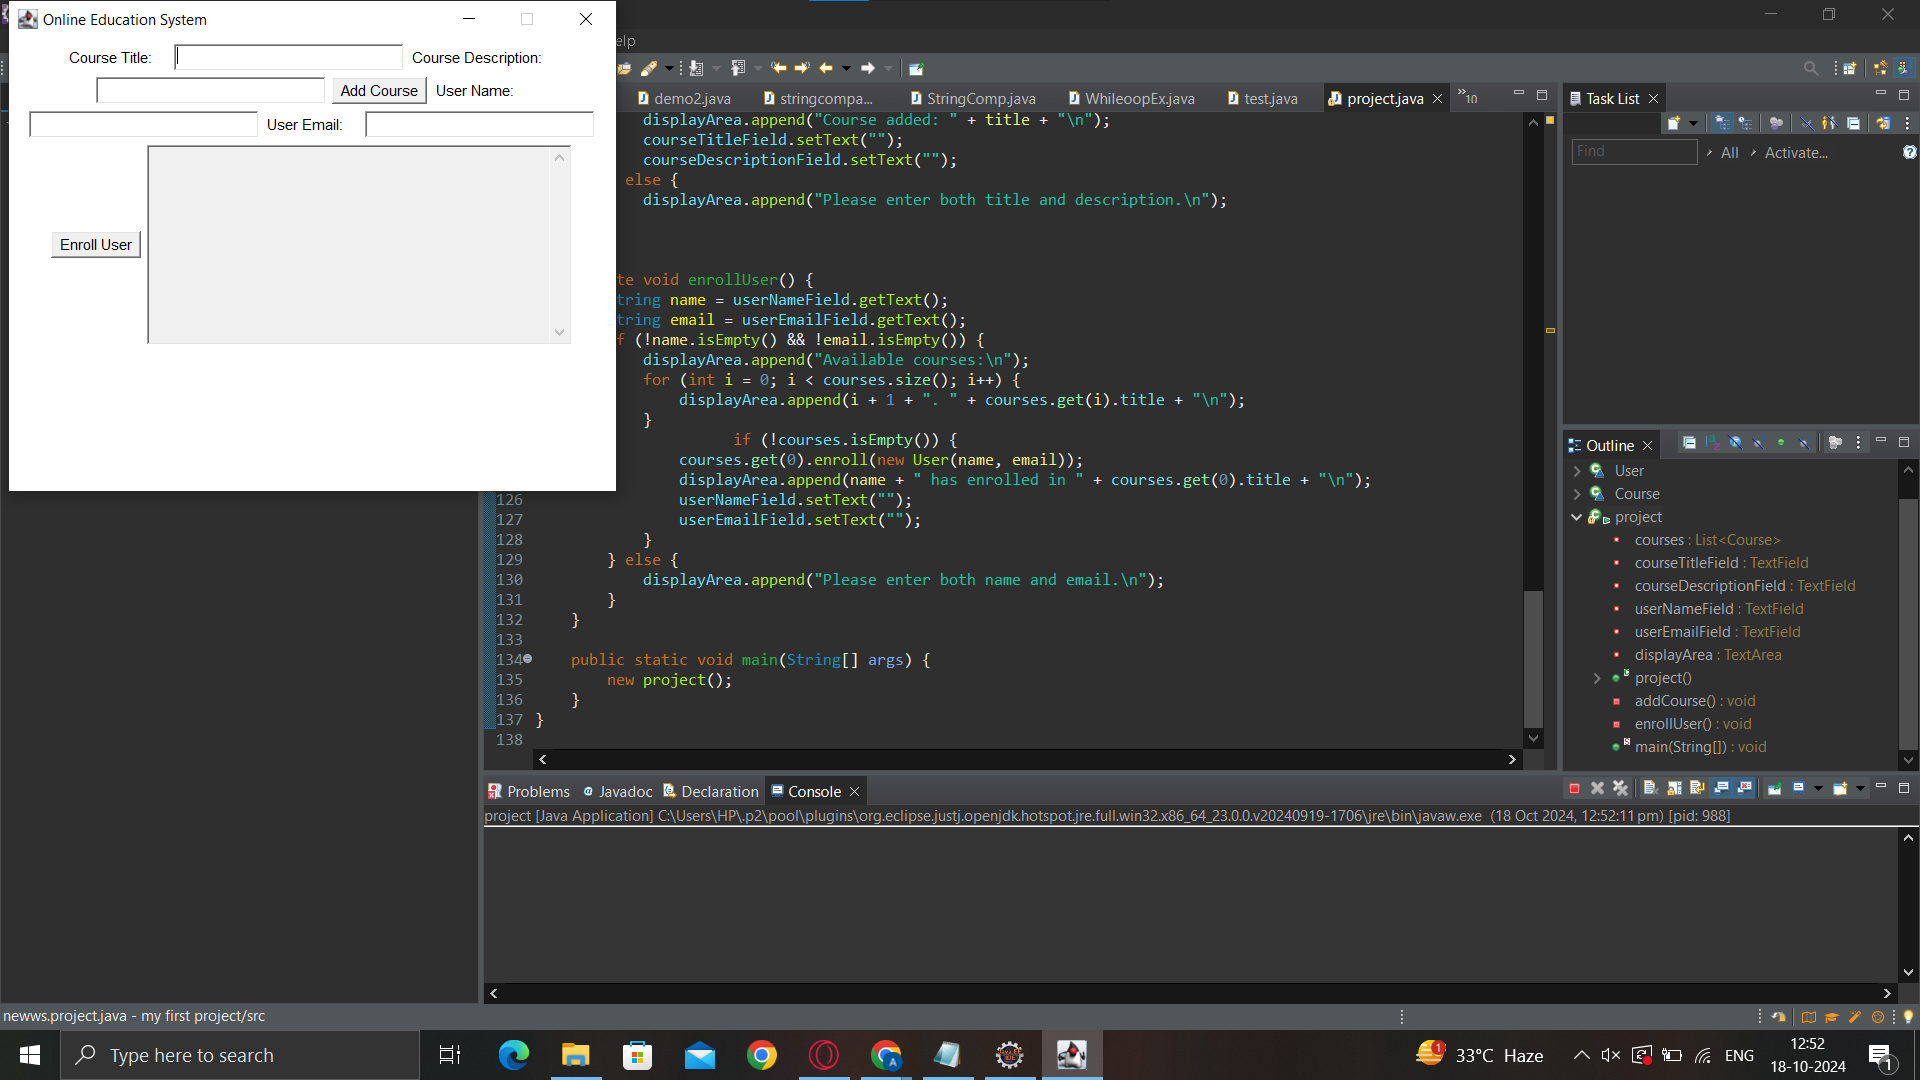 Online Education System
Course Title:
Course Description:
Add Course
User Name:
User Email:
Enroll User
elp
demo2.java
stringcompa...
StringComp.java
WhileoopEx.java
test.java
project.java
»10
displayArea.append("Course added: " + title + "\n");
courseTitleField.setText("");
courseDescriptionField.setText("");
else {
displayArea.append("Please enter both title and description.\n");
te void enrollUser() {
tring name = userNameField.getText();
tring email = userEmailField.getText();
f (!name.isEmpty() && !email.isEmpty()) {
displayArea.append("Available courses:\n");
for (int i = 0; i < courses.size(); i++) {
displayArea.append(i + 1 + ". " + courses.get(i).title + "\n");
}
if (!courses.isEmpty()) {
courses.get(0).enroll(new User(name, email));
displayArea.append(name + " has enrolled in " + courses.get(0).title + "\n");
126 userNameField.setText("");
127 userEmailField.setText("");
128 }
129 } else {
130 displayArea.append("Please enter both name and email.\n");
131 }
132 }
133
134 public static void main(String[] args) {
135 new project();
136 }
137 }
138
Task List
Find
All
Activate...
Outline
User
Course
project
courses : List<Course>
courseTitleField : TextField
courseDescriptionField : TextField
userNameField : TextField
userEmailField : TextField
displayArea : TextArea
project()
addCourse() : void
enrollUser() : void
main(String[]) : void
Problems
Javadoc
Declaration
Console
project [Java Application] C:\Users\HP\.p2\pool\plugins\org.eclipse.justj.openjdk.hotspot.jre.full.win32.x86_64_23.0.0.v20240919-1706\jre\bin\javaw.exe (18 Oct 2024, 12:52:11 pm) [pid: 988]
newws.project.java - my first project/src
Type here to search
33°C Haze
ENG
12:52
18-10-2024
1